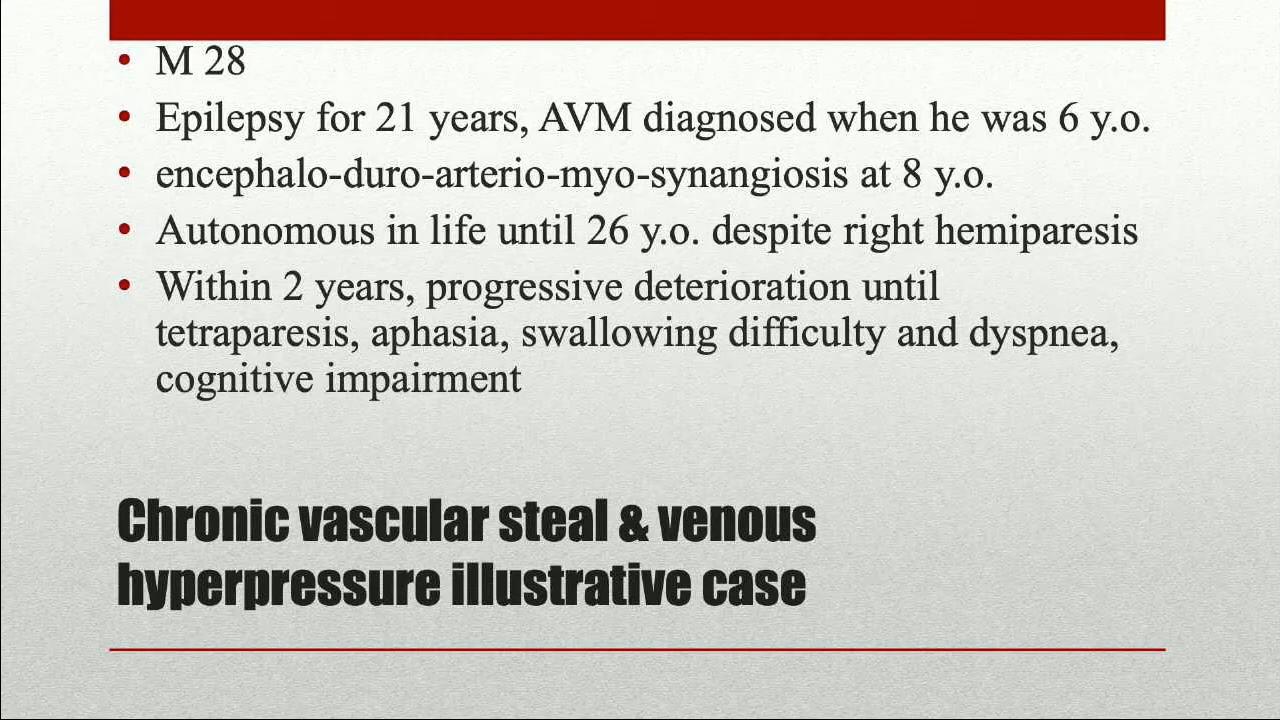 • M 28
• Epilepsy for 21 years, AVM diagnosed when he was 6 y.o.
• encephalo-duro-arterio-myo-synangiosis at 8 y.o.
• Autonomous in life until 26 y.o. despite right hemiparesis
• Within 2 years, progressive deterioration until
tetraparesis, aphasia, swallowing difficulty and dyspnea,
cognitive impairment
Chronic vascular steal & venous
hyperpressure illustrative case